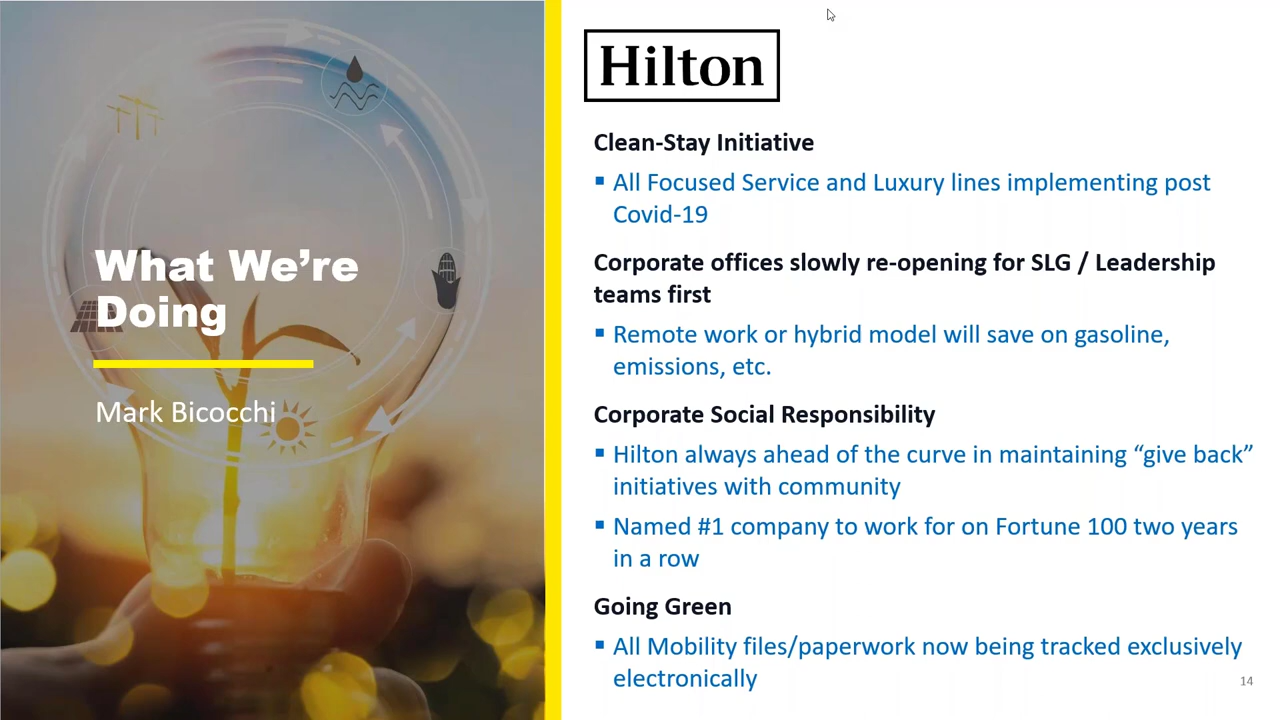 What We're
Doing
Mark Bicocchi
Hilton
Clean-Stay Initiative
▪ All Focused Service and Luxury lines implementing post
Covid-19
Corporate offices slowly re-opening for SLG / Leadership
teams first
▪ Remote work or hybrid model will save on gasoline,
emissions, etc.
Corporate Social Responsibility
▪ Hilton always ahead of the curve in maintaining “give back”
initiatives with community
▪ Named #1 company to work for on Fortune 100 two years
in a row
Going Green
▪ All Mobility files/paperwork now being tracked exclusively
electronically
14